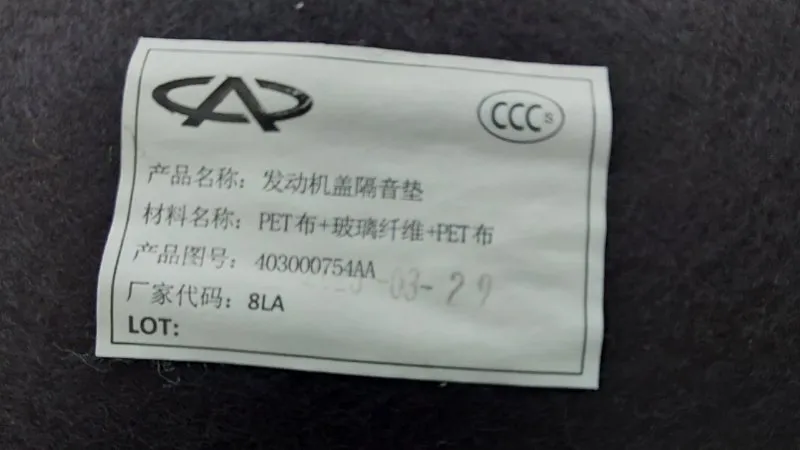 CCC S
产品名称：发动机盖隔音垫
材料名称：PET布+玻璃纤维+PET布
产品图号：403000754AA
-03-29
厂家代码：8LA
LOT: